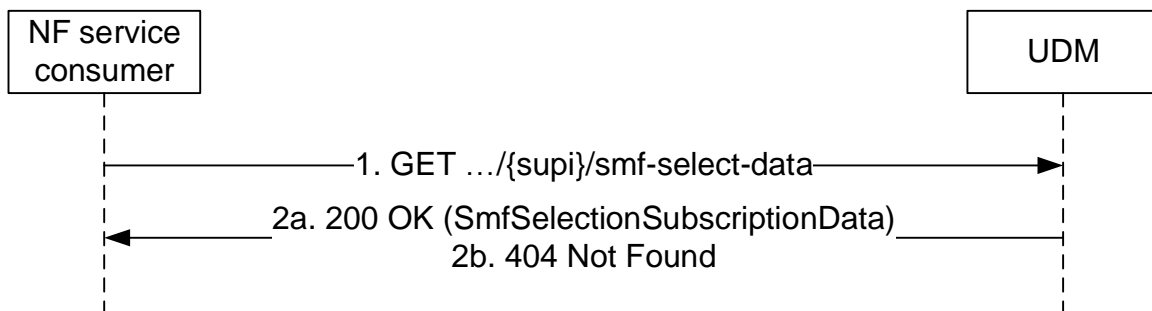 NF service
consumer
UDM
1. GET …/{supi}/smf-select-data
2a. 200 OK (SmfSelectionSubscriptionData)
2b. 404 Not Found